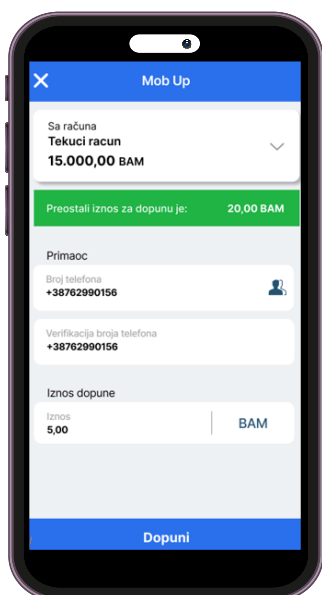 Mob Up
Sa računa
Tekuci racun
15.000,00 BAM
Preostali iznos za dopunu je: 20,00 BAM
Primaoc
Broj telefona
+38762990156
Verifikacija broja telefona
+38762990156
Iznos dopune
Iznos
5,00
BAM
Dopuni